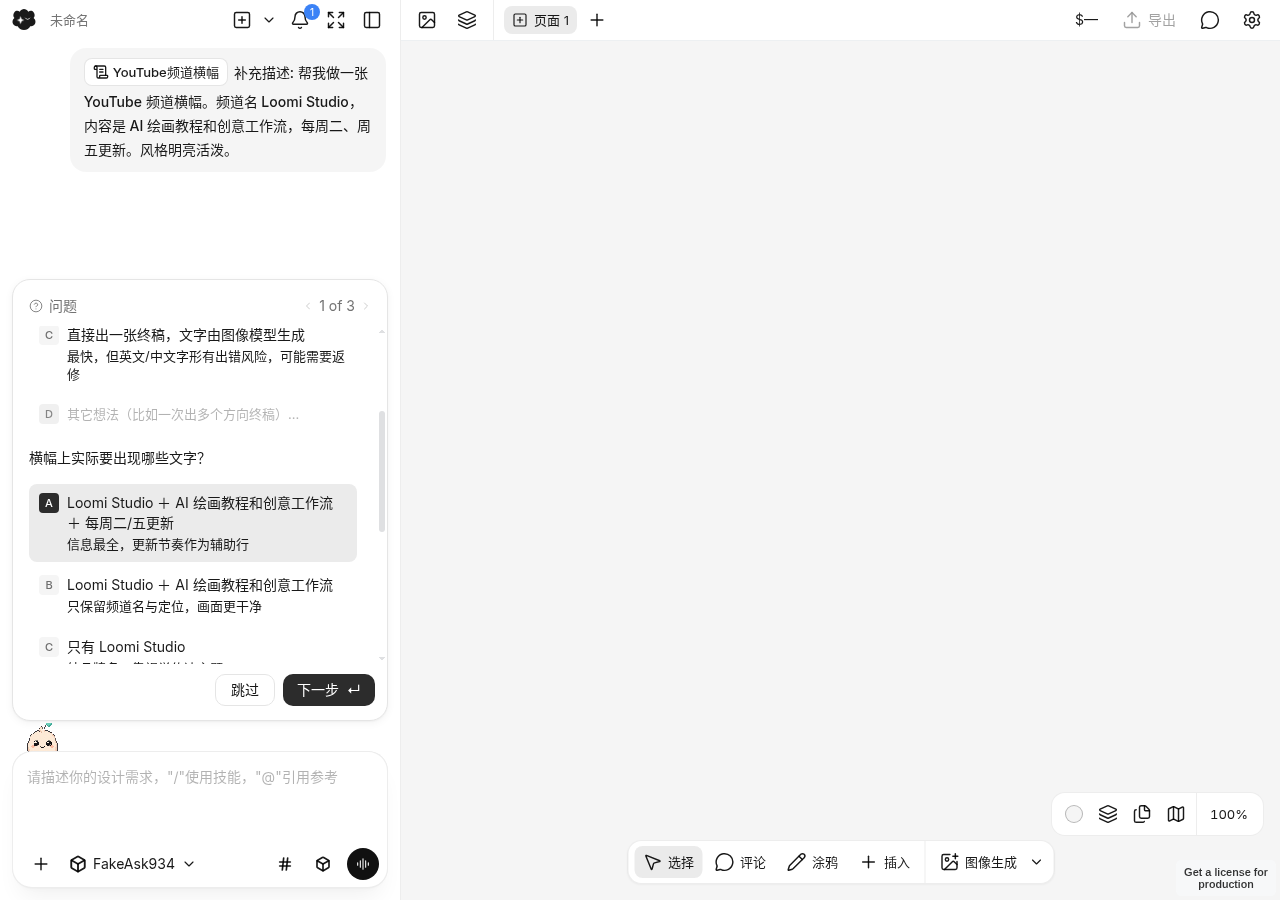 未命名
1
页面 1
$—
导出
YouTube频道横幅 补充描述: 帮我做一张
YouTube 频道横幅。频道名 Loomi Studio，
内容是 AI 绘画教程和创意工作流，每周二、周
五更新。风格明亮活泼。
问题
1 of 3
C 直接出一张终稿，文字由图像模型生成
最快，但英文/中文字形有出错风险，可能需要返
修
D 其它想法（比如一次出多个方向终稿）...
横幅上实际要出现哪些文字？
A Loomi Studio ＋ AI 绘画教程和创意工作流
＋ 每周二/五更新
信息最全，更新节奏作为辅助行
B Loomi Studio ＋ AI 绘画教程和创意工作流
只保留频道名与定位，画面更干净
C 只有 Loomi Studio
跳过
下一步
请描述你的设计需求，"/"使用技能，"@"引用参考
FakeAsk934
100%
选择
评论
涂鸦
插入
图像生成
Get a license for
production